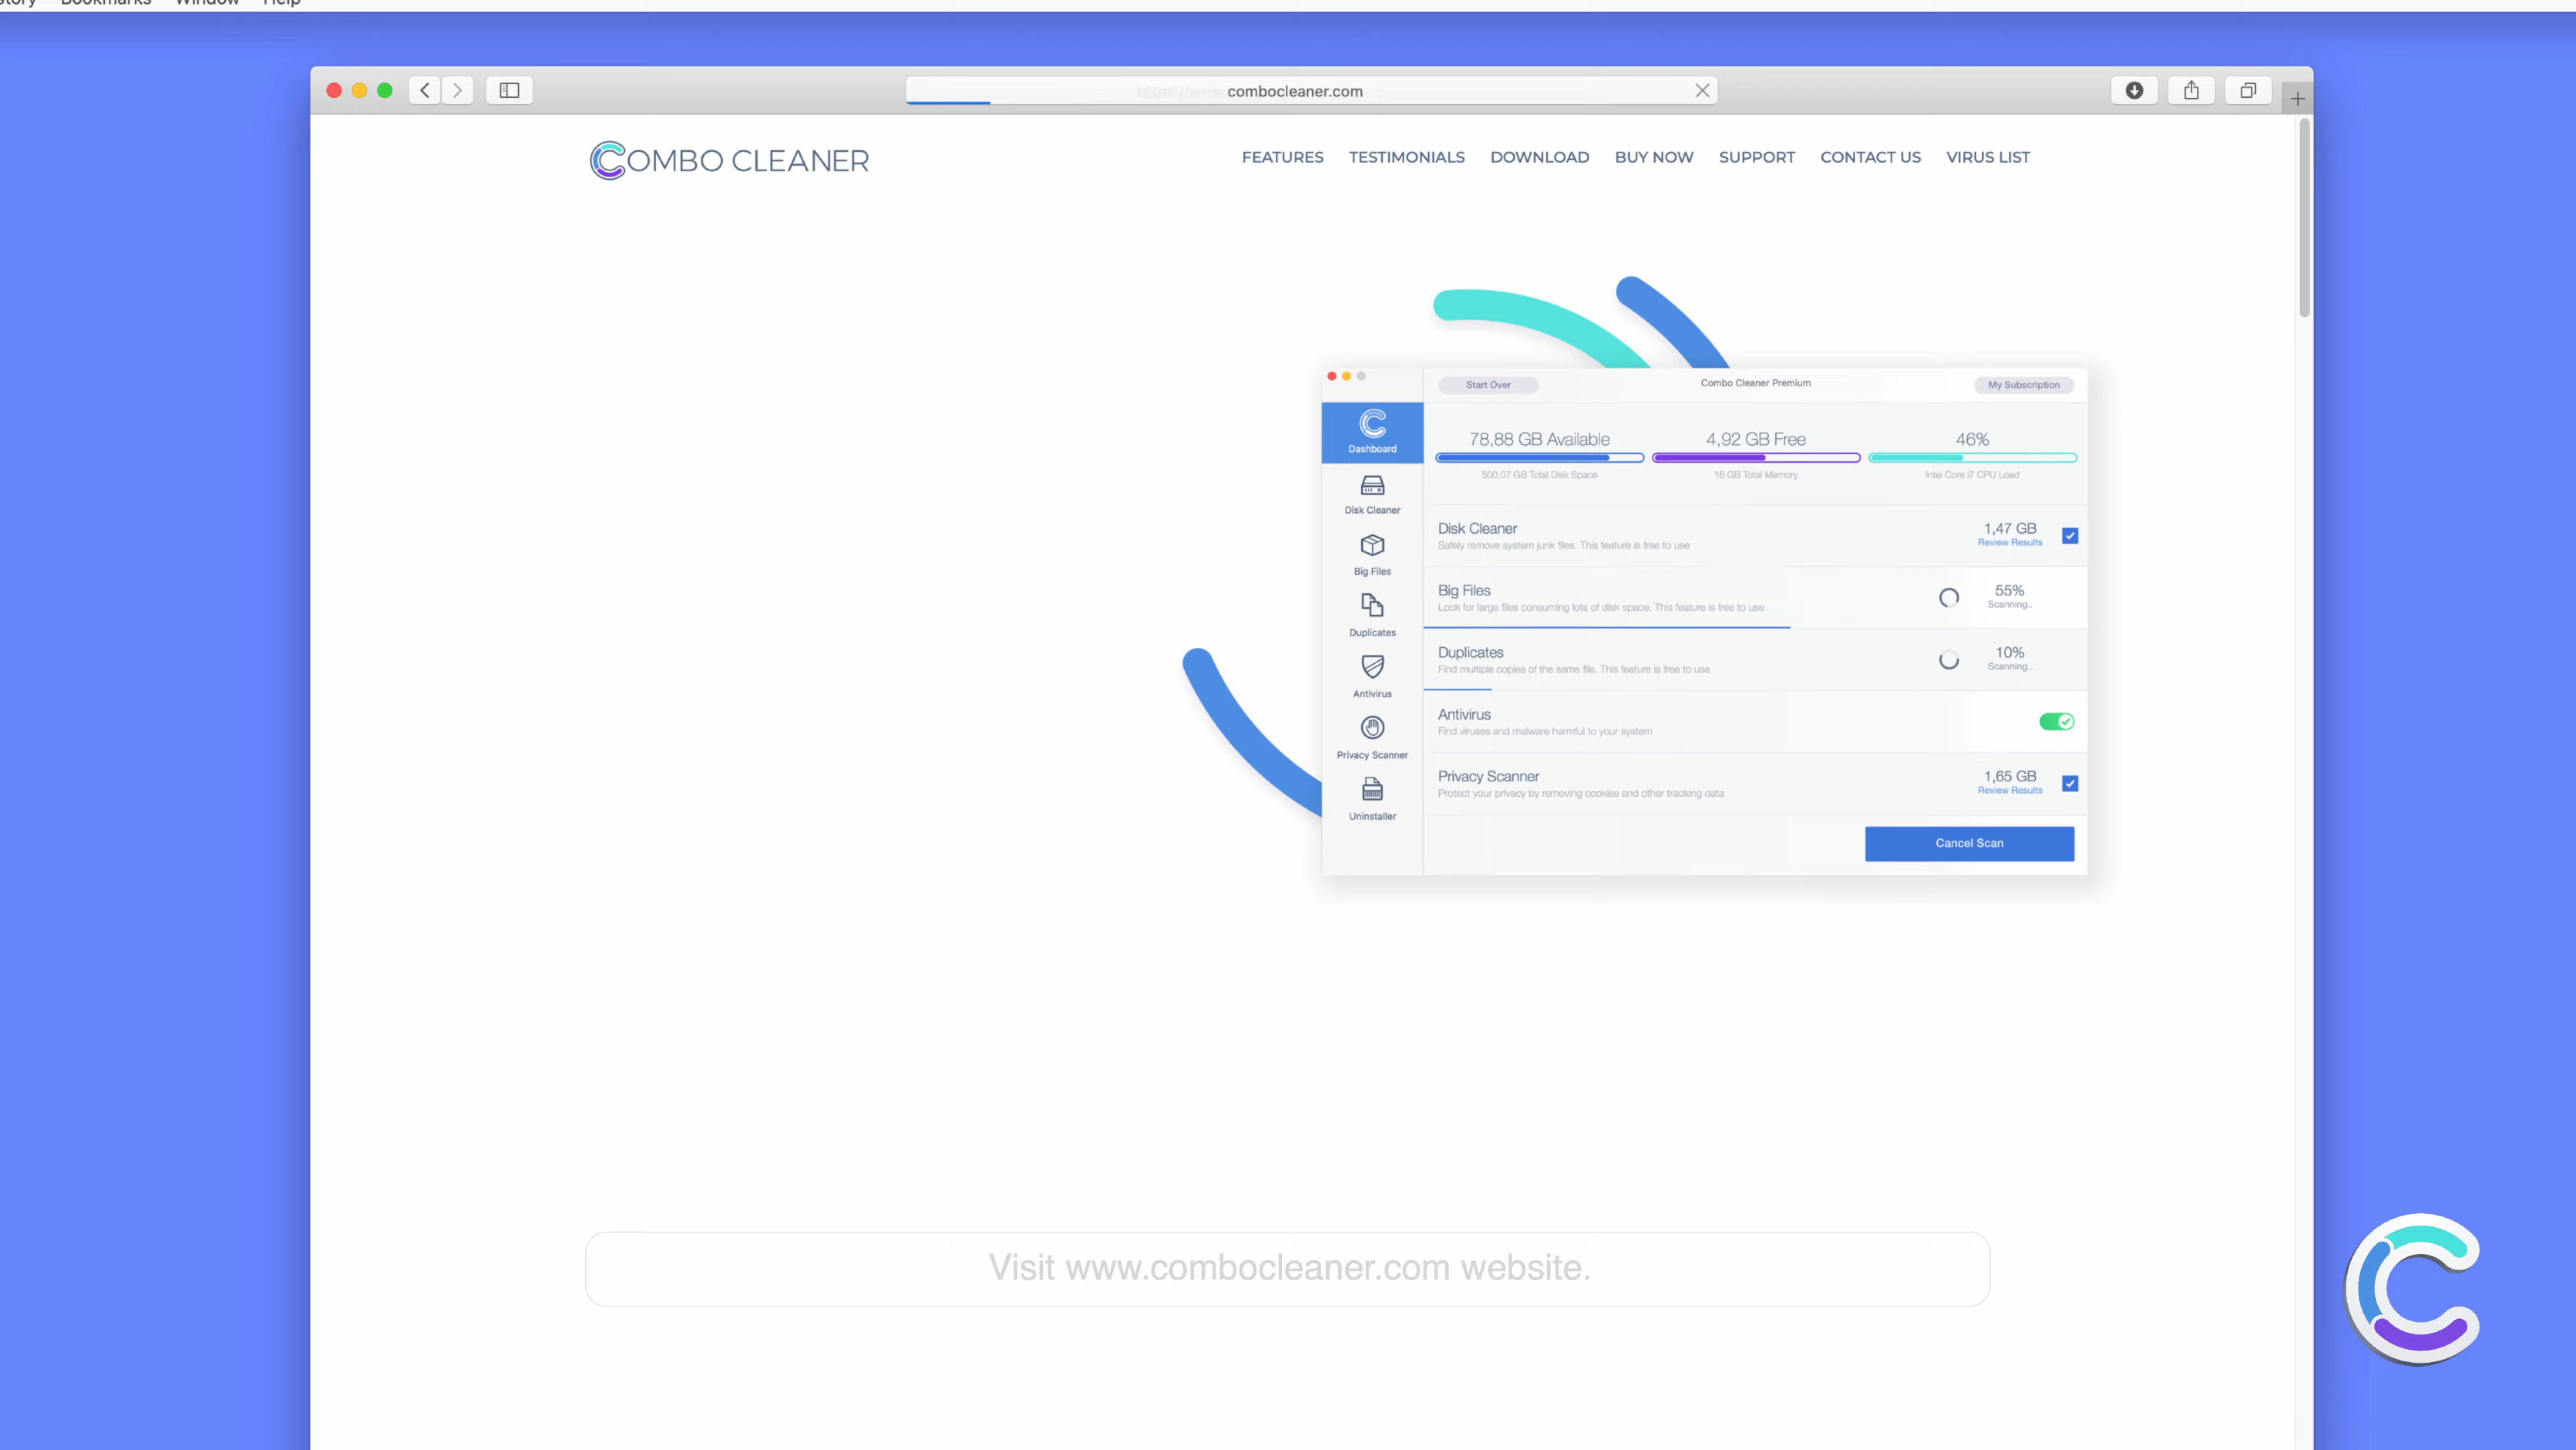 Bookmarks Window Help
https://www.combocleaner.com
COMBO CLEANER
FEATURES TESTIMONIALS DOWNLOAD BUY NOW SUPPORT CONTACT US VIRUS LIST
Start Over Combo Cleaner Premium My Subscription
Dashboard
78,88 GB Available 4,92 GB Free 46%
500,07 GB Total Disk Space 16 GB Total Memory Intel Core i7 CPU Load
Disk Cleaner
Disk Cleaner 1,47 GB
Safely remove system junk files. This feature is free to use Review Results
Big Files
Big Files 55%
Look for large files consuming lots of disk space. This feature is free to use Scanning..
Duplicates
Duplicates 10%
Find multiple copies of the same file. This feature is free to use Scanning..
Antivirus
Antivirus
Find viruses and malware harmful to your system
Privacy Scanner
Privacy Scanner 1,65 GB
Protect your privacy by removing cookies and other tracking data Review Results
Uninstaller
Cancel Scan
Visit www.combocleaner.com website.